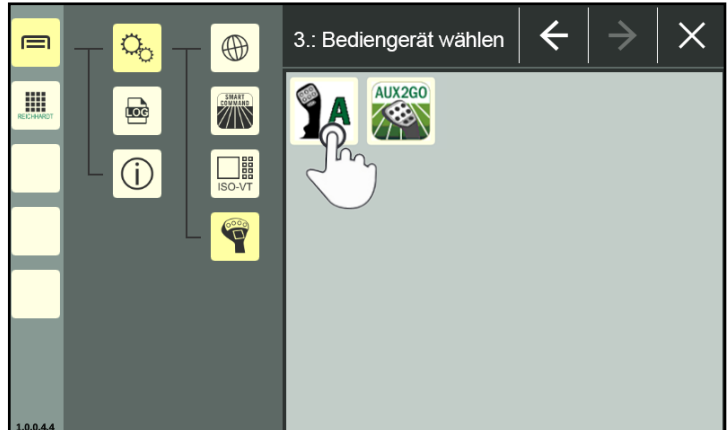 3.: Bediengerät wählen
REICHHARDT
LOG
SMART
COMMAND
ISO-VT
A
AUX2GO
1.0.0.4.4